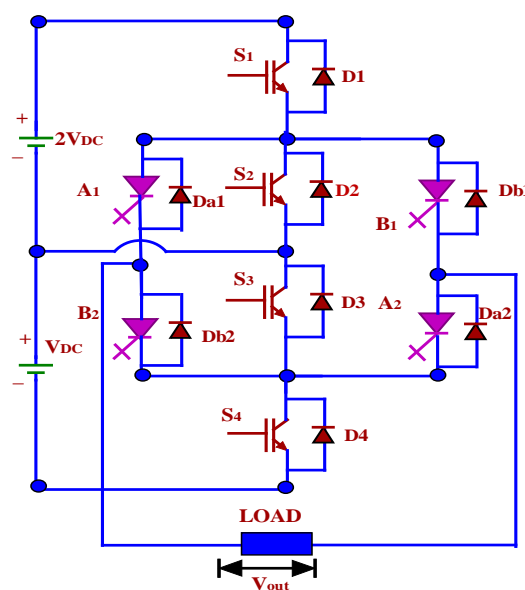 S1
D1
+
2VDC
−
A1
Da1
S2
D2
B1
S3
D3
B2
Db2
A2
Da2
+
VDC
−
S4
D4
LOAD
Vout